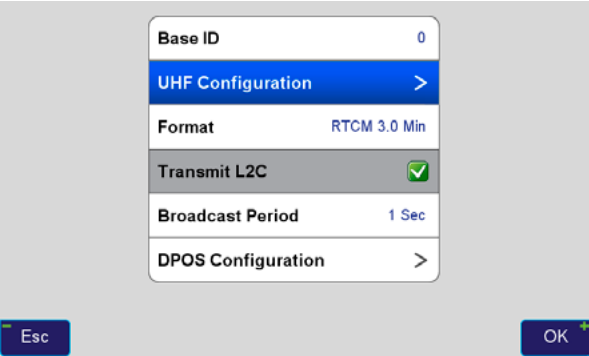 Base ID 0
UHF Configuration >
Format RTCM 3.0 Min
Transmit L2C
Broadcast Period 1 Sec
DPOS Configuration >
- Esc
OK +